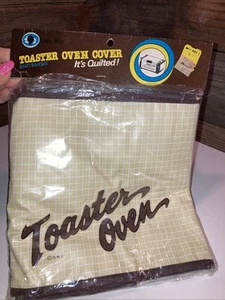 TOASTER OVEN COVER
It's Quilted!
Toaster
Oven